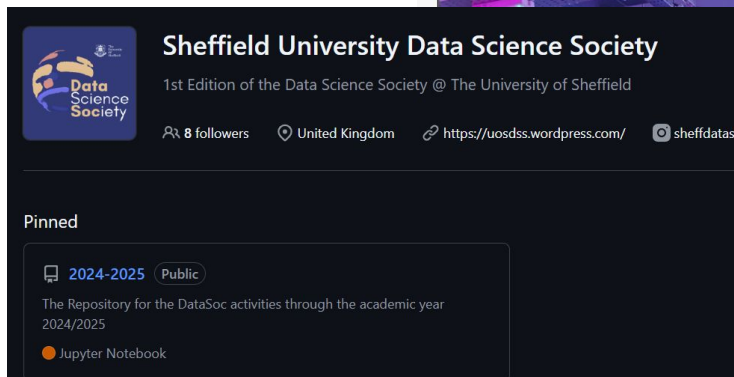 Data
Science
Society
Sheffield University Data Science Society
1st Edition of the Data Science Society @ The University of Sheffield
8 followers United Kingdom https://uosdss.wordpress.com/ sheffdatas
Pinned
2024-2025 Public
The Repository for the DataSoc activities through the academic year
2024/2025
Jupyter Notebook